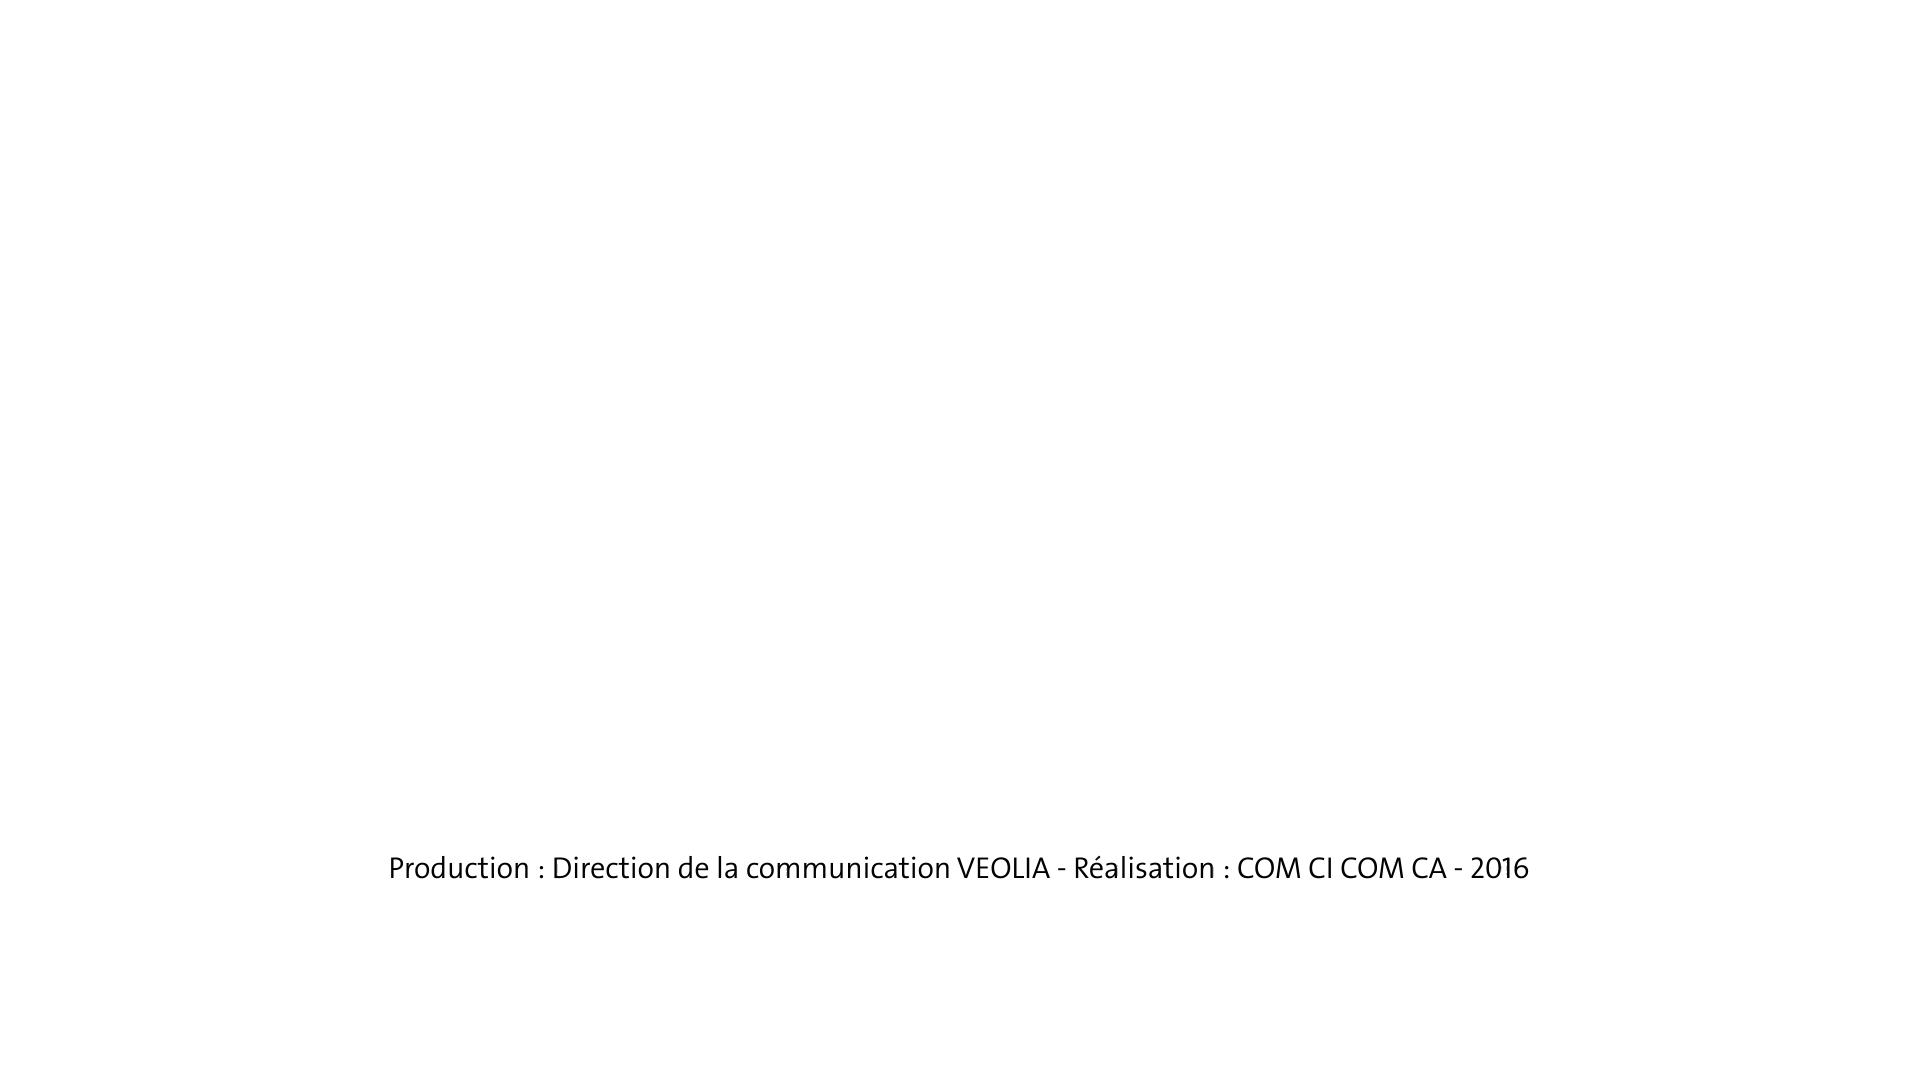 Production : Direction de la communication VEOLIA - Réalisation : COM CI COM CA - 2016